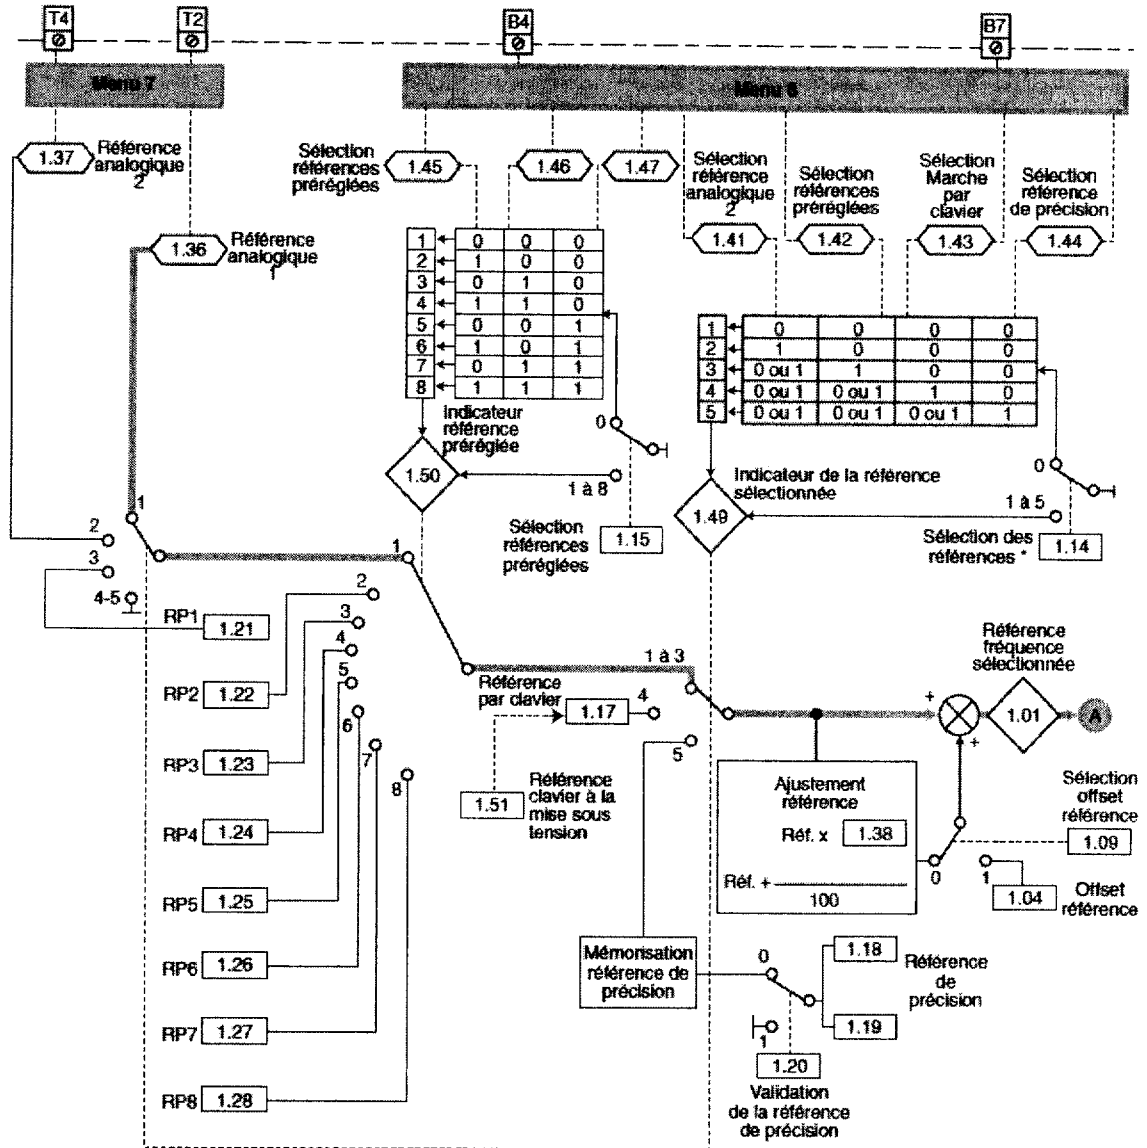 T4
T2
B4
B7
Menu 7
Menu 8
1.37
Référence
analogique
2
1.36
Référence
analogique
1
Sélection
références
préréglées
1.45
1.46
1.47
Sélection
référence
analogique
2
Sélection
références
préréglées
Sélection
Marche
par
clavier
Sélection
référence
de précision
1.41
1.42
1.43
1.44
1 0 0 0
2 1 0 0
3 0 1 0
4 1 1 0
5 0 0 1
6 1 0 1
7 0 1 1
8 1 1 1
1 0 0 0 0
2 1 0 0 0
3 0 ou 1 1 0 0
4 0 ou 1 0 ou 1 1 0
5 0 ou 1 0 ou 1 0 ou 1 1
Indicateur
référence
préréglée
1.50
0
1 à 8
Sélection
références
préréglées
1.15
Indicateur de la référence
sélectionnée
1.49
0
1 à 5
Sélection des
références *
1.14
1
2
3
4-5
1
2
3
4
5
6
7
8
RP1 1.21
RP2 1.22
RP3 1.23
RP4 1.24
RP5 1.25
RP6 1.26
RP7 1.27
RP8 1.28
1 à 3
4
5
Référence
par clavier
1.17
1.51
Référence
clavier à la
mise sous
tension
Référence
fréquence
sélectionnée
+
+
1.01
A
Ajustement
référence
Réf. x 1.38
Réf. +
100
0
1
Sélection
offset
référence
1.09
1.04
Offset
référence
Mémorisation
référence de
précision
0
1
1.18
1.19
Référence
de
précision
1.20
Validation
de la référence
de précision